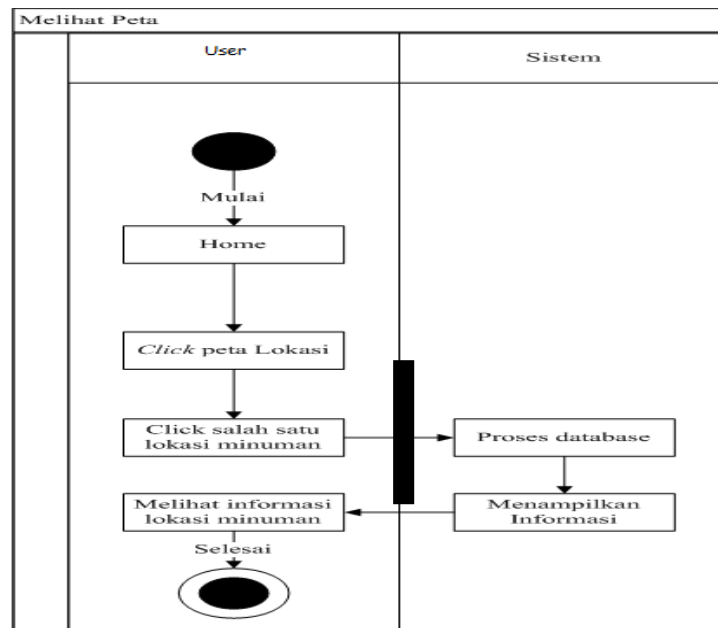 Melihat Peta
User
Sistem
Mulai
Home
Click peta Lokasi
Click salah satu
lokasi minuman
Proses database
Melihat informasi
lokasi minuman
Menampilkan
Informasi
Selesai